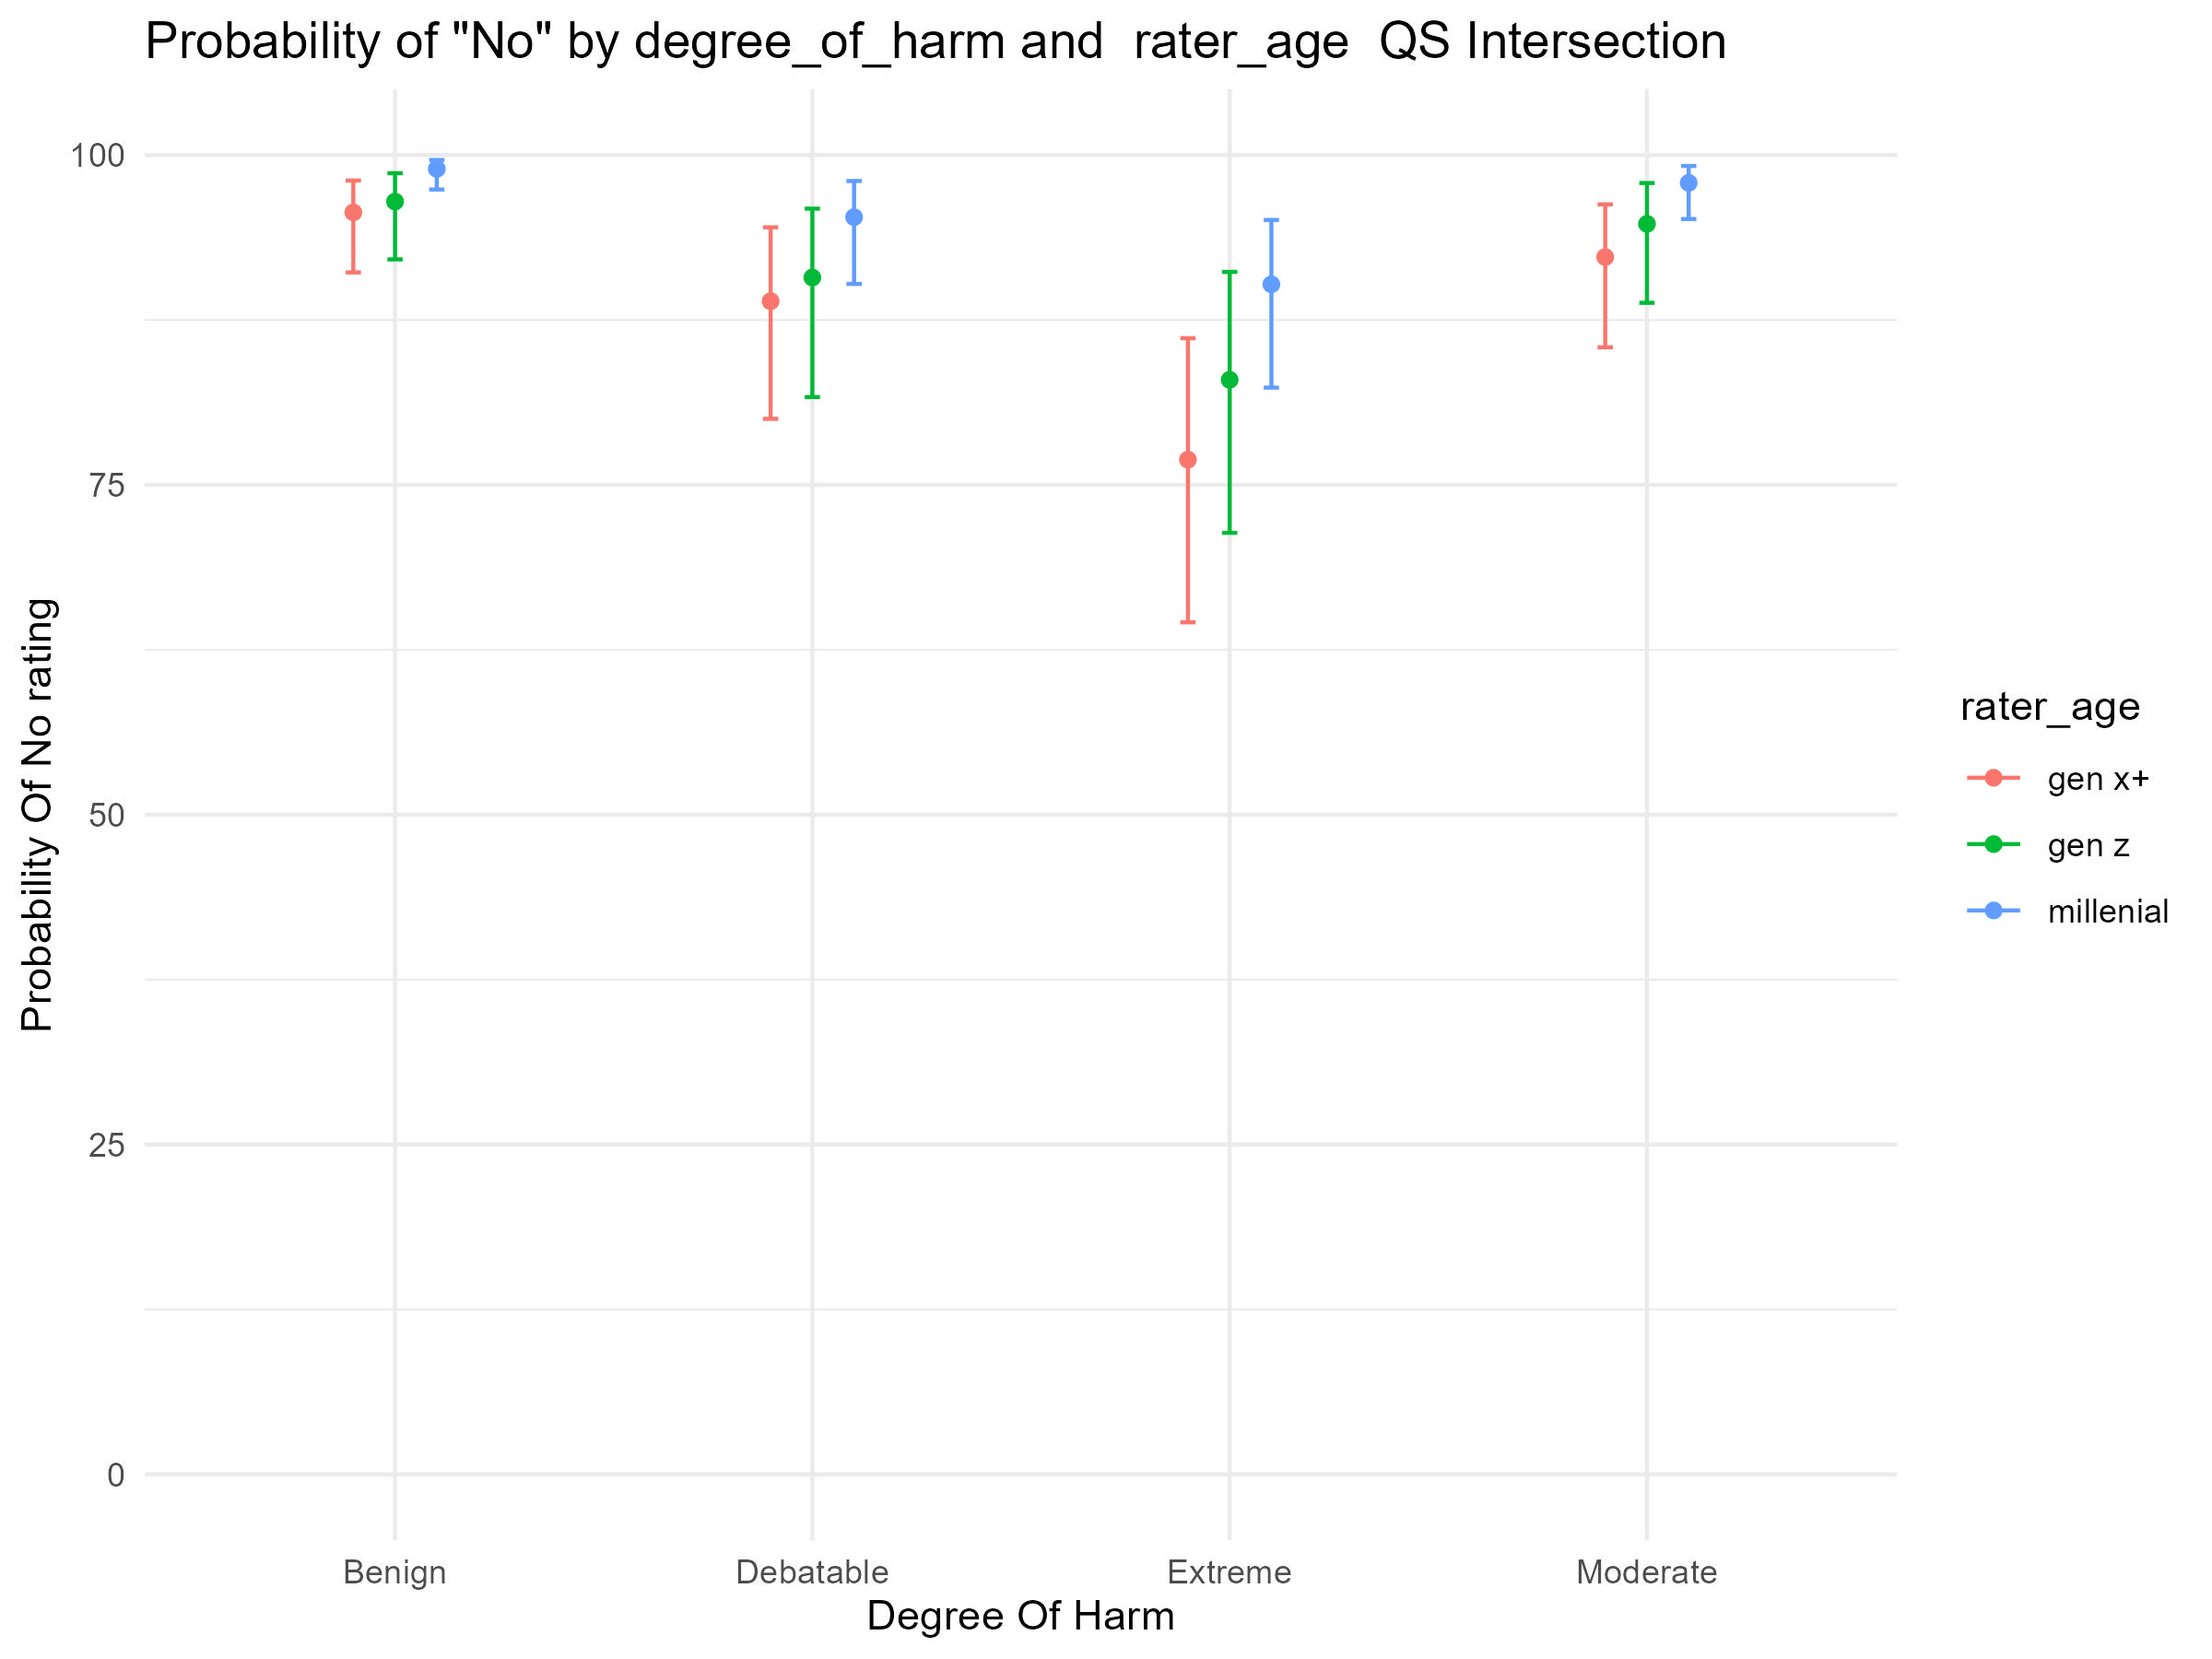 Probability of "No" by degree_of_harm and  rater_age  QS Intersection
100
75
50
25
0
Probability Of No rating
Benign
Debatable
Extreme
Moderate
Degree Of Harm
rater_age
gen x+
gen z
millenial